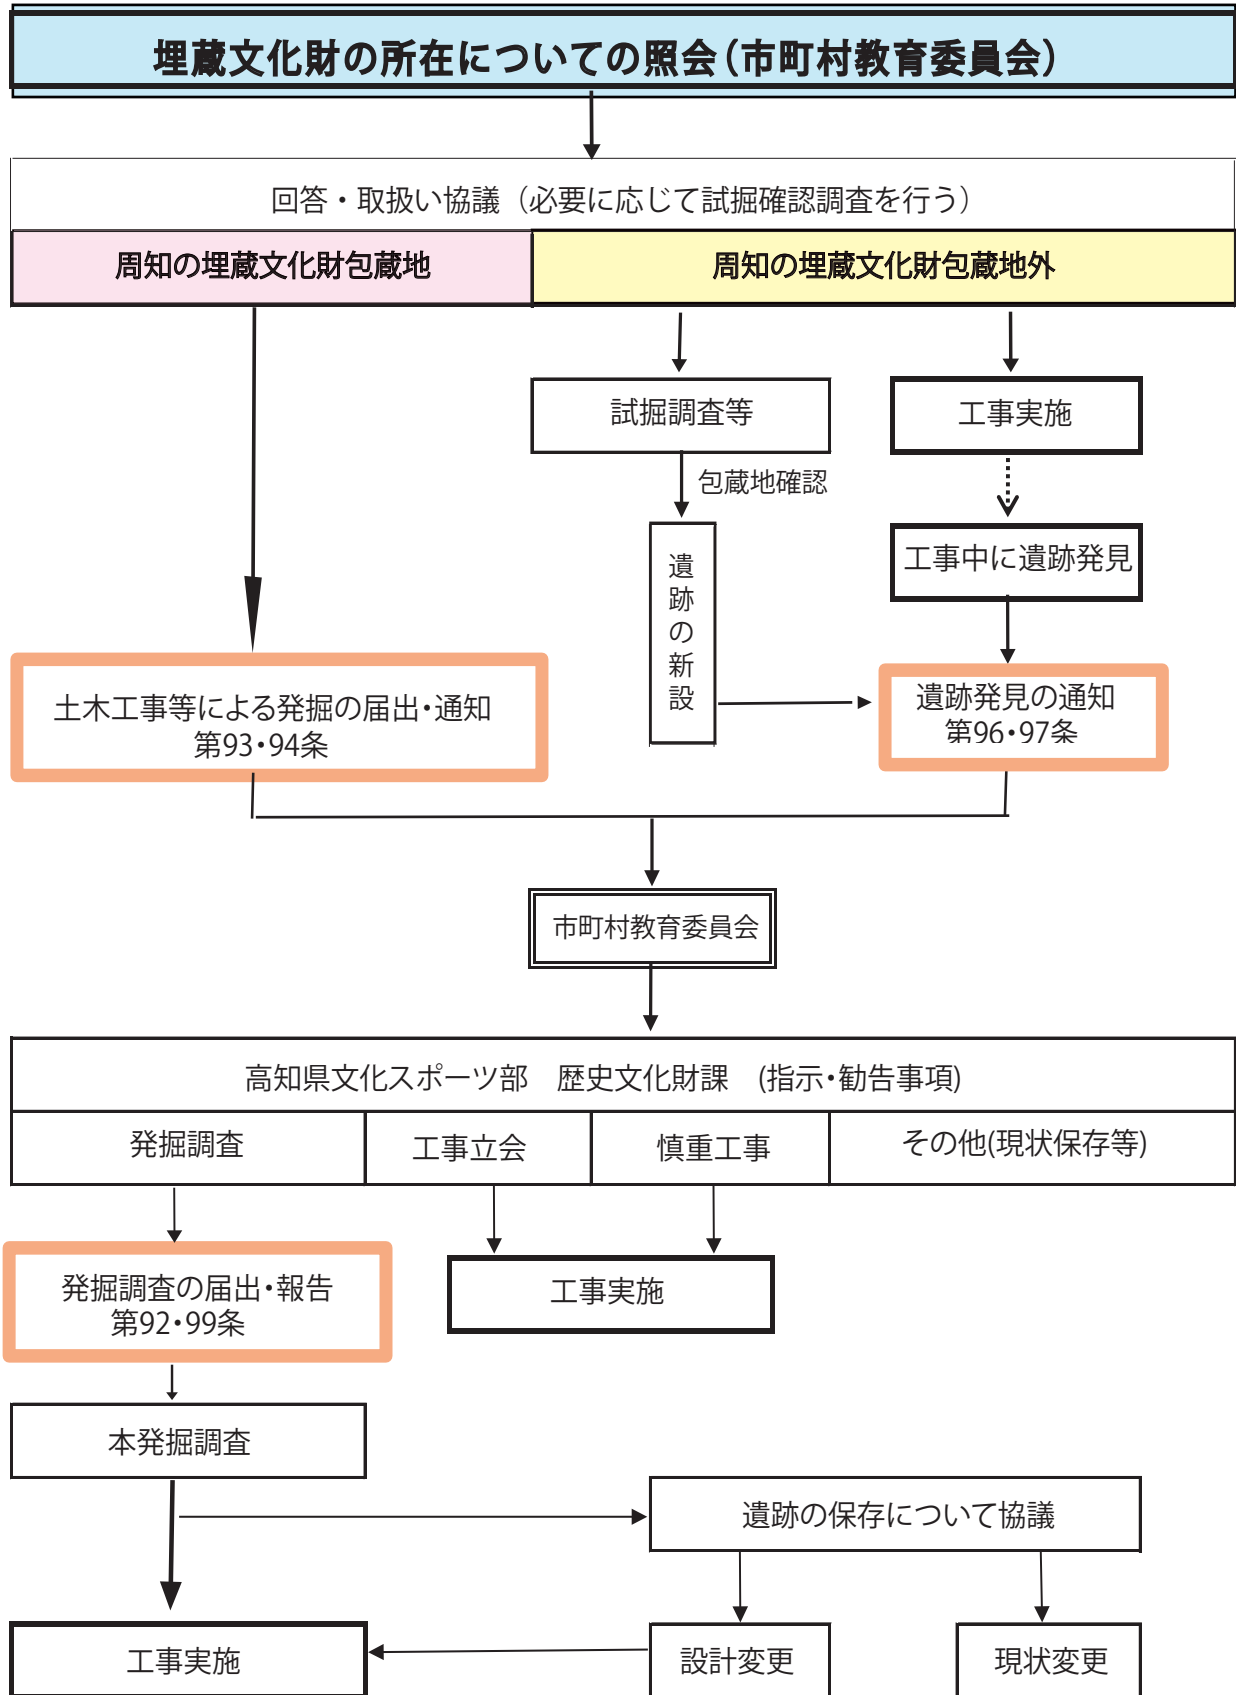 埋蔵文化財の所在についての照会(市町村教育委員会)
回答・取扱い協議（必要に応じて試掘確認調査を行う）
周知の埋蔵文化財包蔵地
周知の埋蔵文化財包蔵地外
試掘調査等
工事実施
包蔵地確認
工事中に遺跡発見
遺跡の新設
土木工事等による発掘の届出・通知
第93・94条
遺跡発見の通知
第96・97条
市町村教育委員会
高知県文化スポーツ部　歴史文化財課　(指示・勧告事項)
発掘調査
工事立会
慎重工事
その他(現状保存等)
発掘調査の届出・報告
第92・99条
工事実施
本発掘調査
遺跡の保存について協議
工事実施
設計変更
現状変更